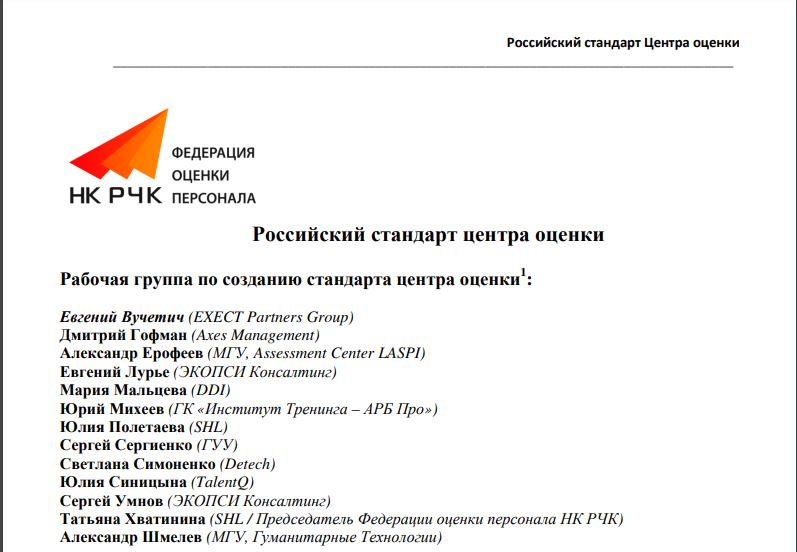 Российский стандарт Центра оценки
НК РЧК ФЕДЕРАЦИЯ ОЦЕНКИ ПЕРСОНАЛА
Российский стандарт центра оценки
Рабочая группа по созданию стандарта центра оценки1:
Евгений Вучетич (EXECT Partners Group)
Дмитрий Гофман (Axes Management)
Александр Ерофеев (МГУ, Assessment Center LASPI)
Евгений Лурье (ЭКОПСИ Консалтинг)
Мария Мальцева (DDI)
Юрий Михеев (ГК «Институт Тренинга – АРБ Про»)
Юлия Полетаева (SHL)
Сергей Сергиенко (ГУУ)
Светлана Симоненко (Detech)
Юлия Синицына (TalentQ)
Сергей Умнов (ЭКОПСИ Консалтинг)
Татьяна Хватинина (SHL / Председатель Федерации оценки персонала НК РЧК)
Александр Шмелев (МГУ, Гуманитарные Технологии)